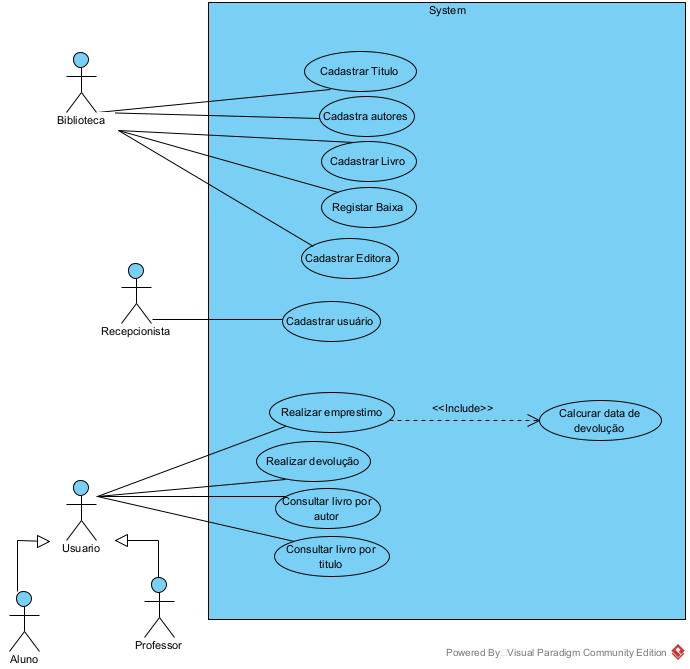 System
Cadastrar Titulo
Biblioteca
Cadastra autores
Cadastrar Livro
Registar Baixa
Cadastrar Editora
Recepcionista
Cadastrar usuário
Realizar emprestimo
<<Include>>
Calcurar data de
devolução
Realizar devolução
Consultar livro por
autor
Usuario
Consultar livro por
titulo
Aluno
Professor
Powered By: Visual Paradigm Community Edition